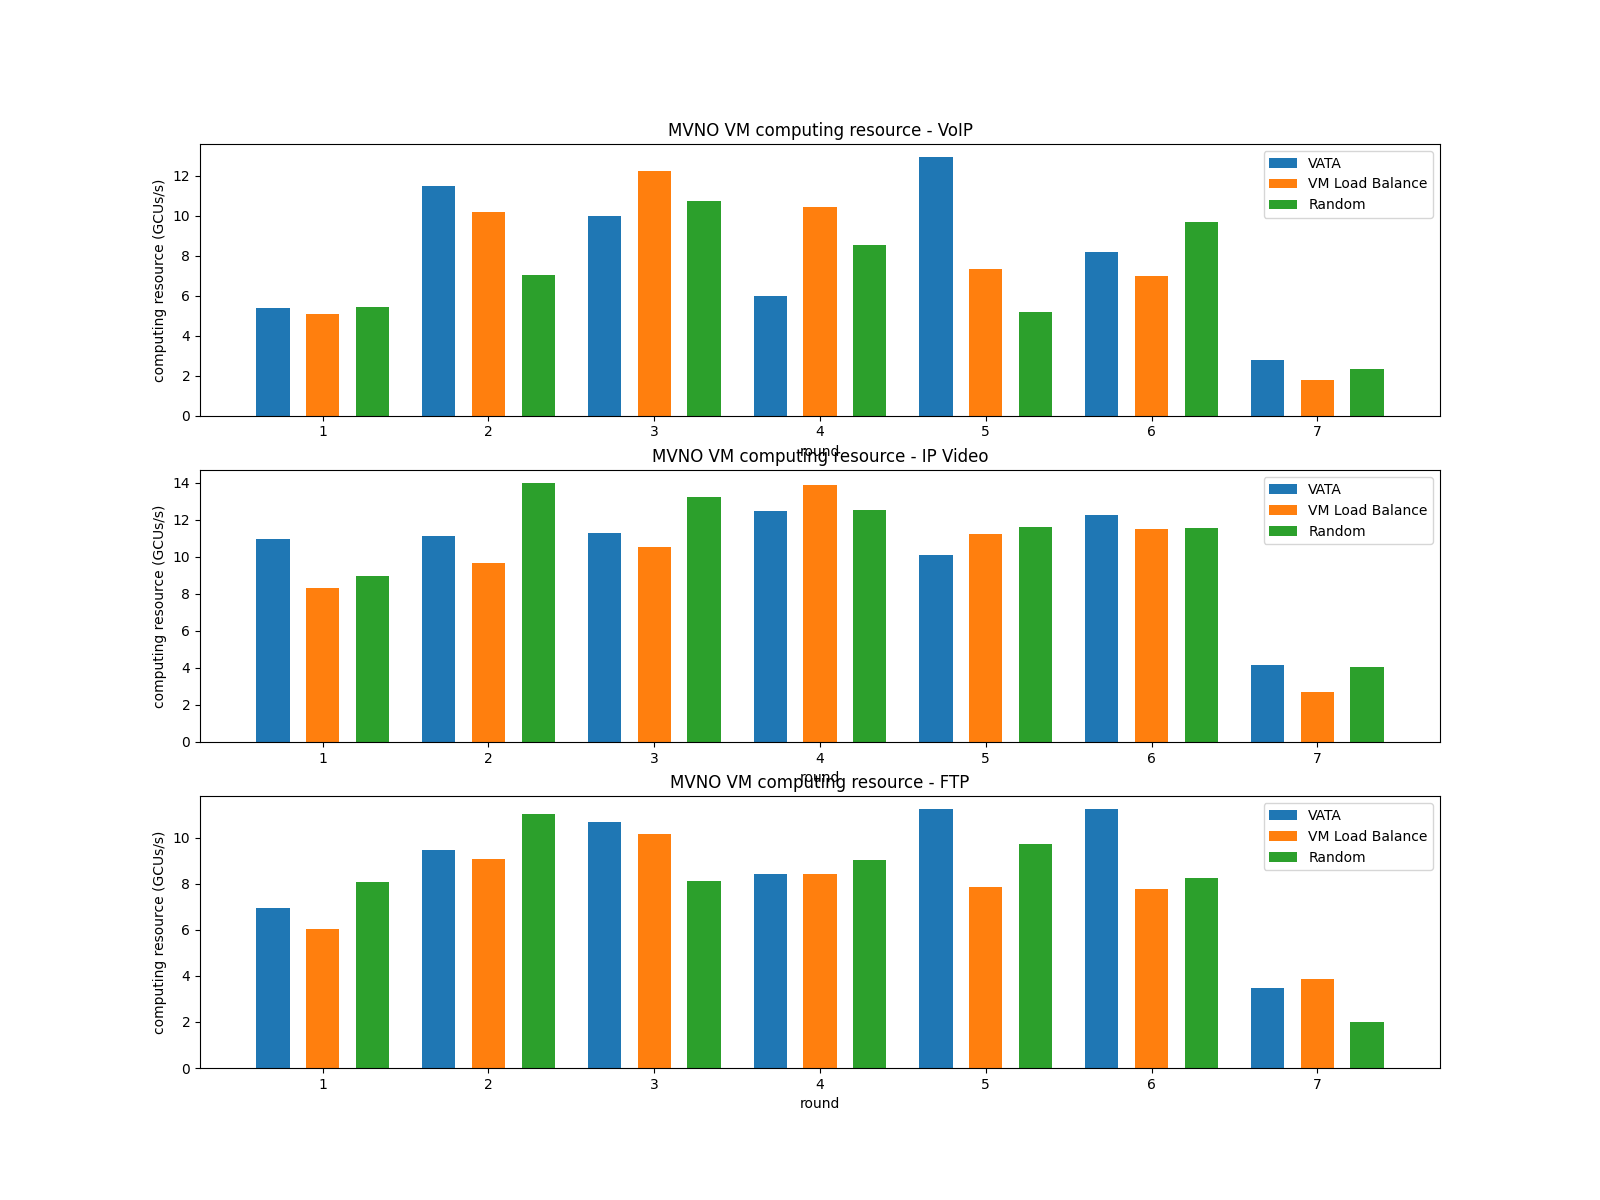 MVNO VM computing resource - VoIP
computing resource (GCUs/s)
12
10
8
6
4
2
0
VATA
VM Load Balance
Random
1 2 3 4 5 6 7
round
MVNO VM computing resource - IP Video
computing resource (GCUs/s)
14
12
10
8
6
4
2
0
VATA
VM Load Balance
Random
1 2 3 4 5 6 7
round
MVNO VM computing resource - FTP
computing resource (GCUs/s)
10
8
6
4
2
0
VATA
VM Load Balance
Random
1 2 3 4 5 6 7
round